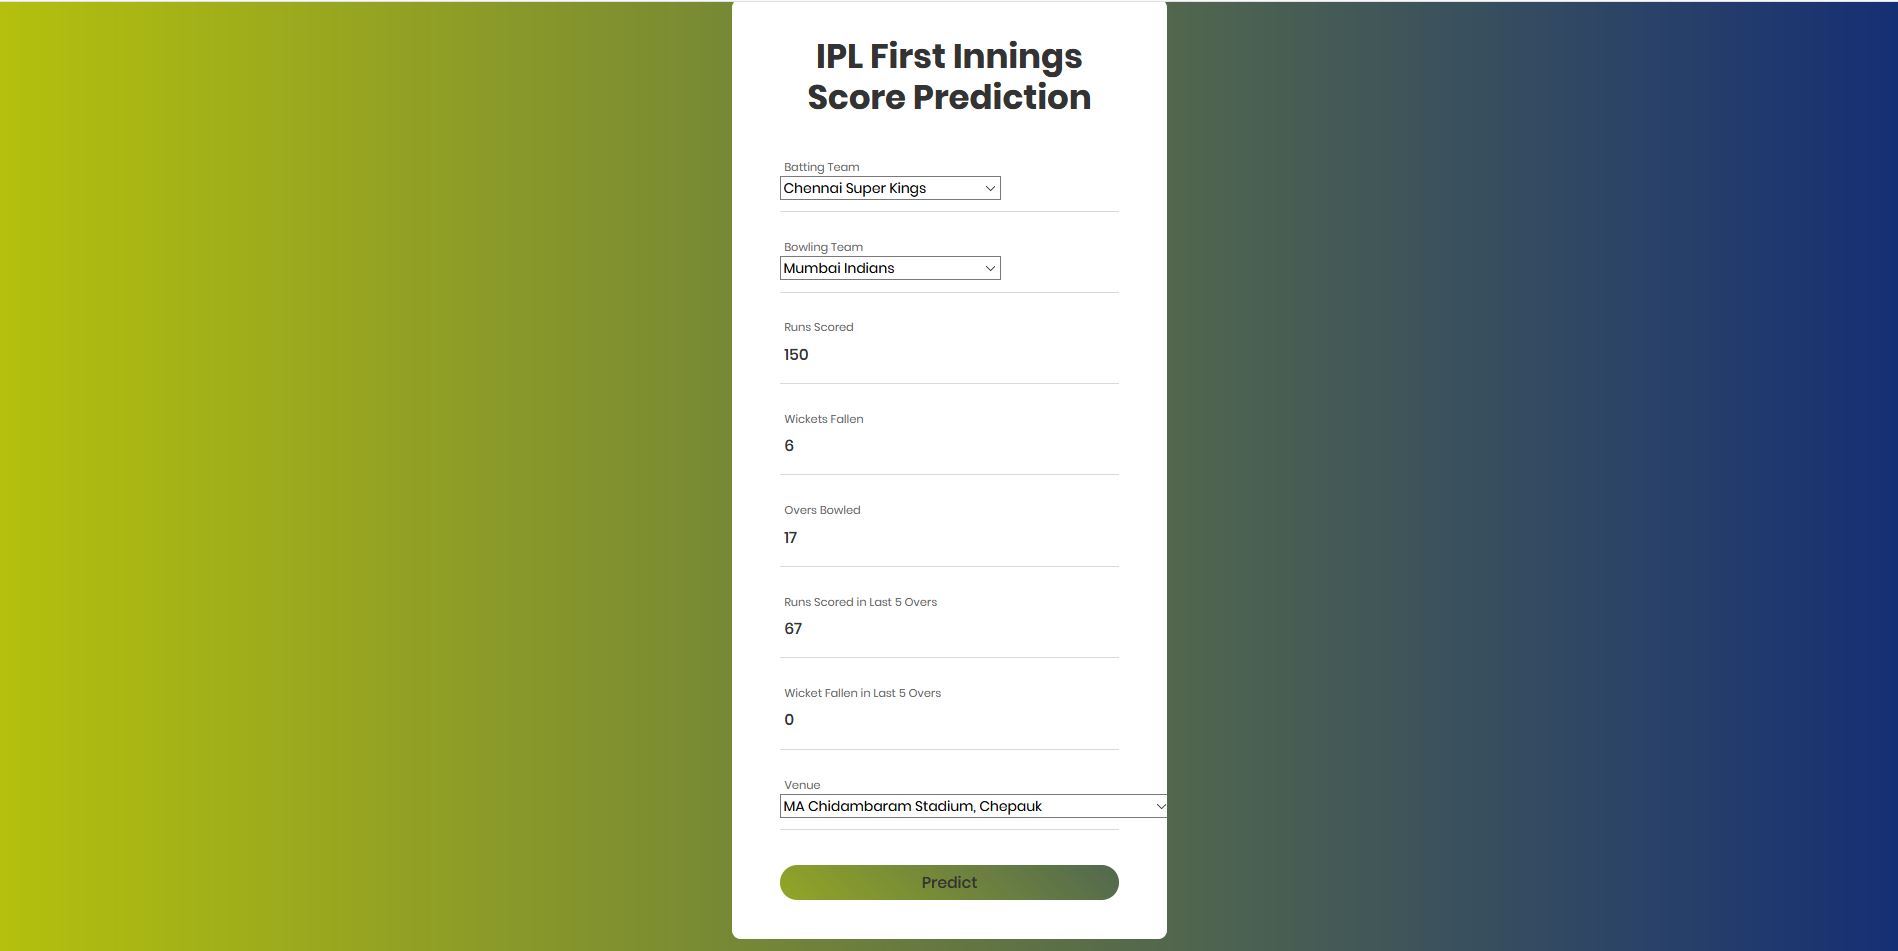 IPL First Innings
Score Prediction
Batting Team
Chennai Super Kings
Bowling Team
Mumbai Indians
Runs Scored
150
Wickets Fallen
6
Overs Bowled
17
Runs Scored in Last 5 Overs
67
Wicket Fallen in Last 5 Overs
0
Venue
MA Chidambaram Stadium, Chepauk
Predict